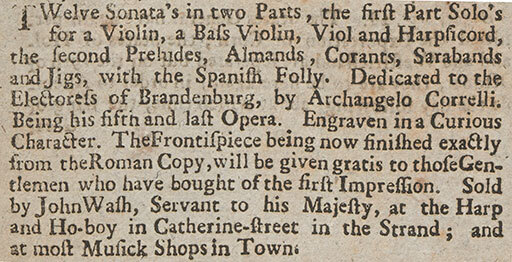 TWelve Sonata's in two Parts, the first Part Solo's
for a Violin, a Bass Violin, Viol and Harpsicord,
the second Preludes, Almands, Corants, Sarabands
and Jigs, with the Spanish Folly. Dedicated to the
Electoress of Brandenburg, by Archangelo Correlli.
Being his fifth and last Opera. Engraven in a Curious
Character. The Frontispiece being now finished exactly
from the Roman Copy, will be given gratis to those Gen-
tlemen who have bought of the first Impression. Sold
by John Wash, Servant to his Majesty, at the Harp
and Ho-boy in Catherine-street in the Strand; and
at most Musick Shops in Town.